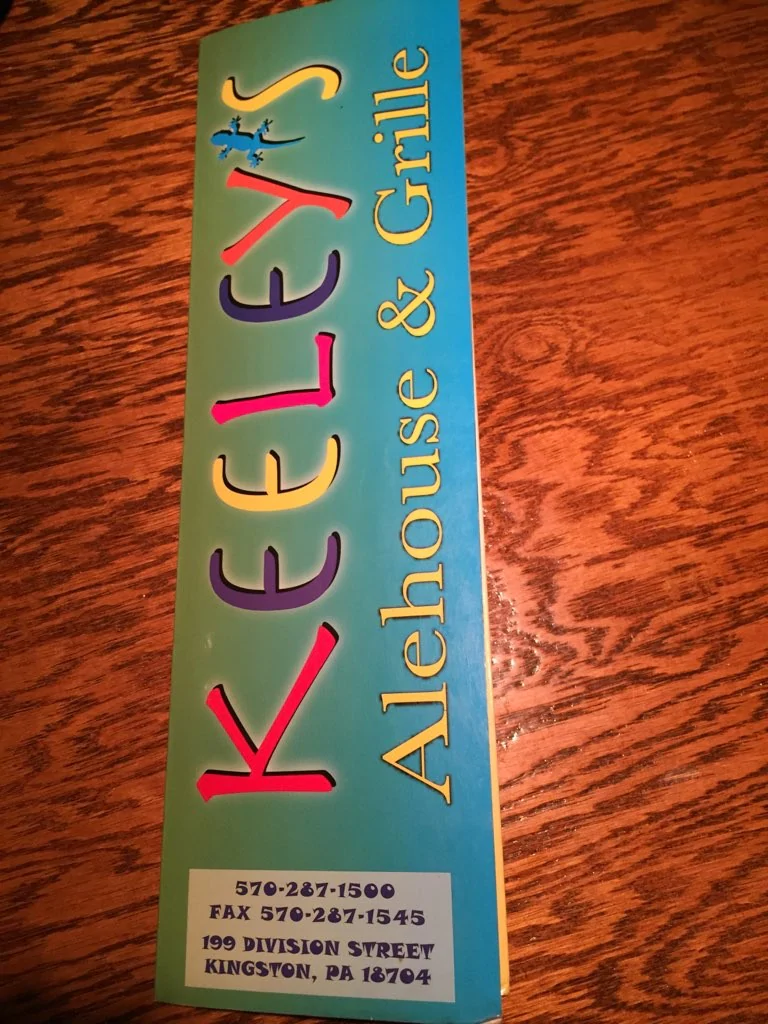 KEELEY'S
Alehouse & Grille
570-287-1500
FAX 570-287-1545
199 DIVISION STREET
KINGSTON, PA 18704